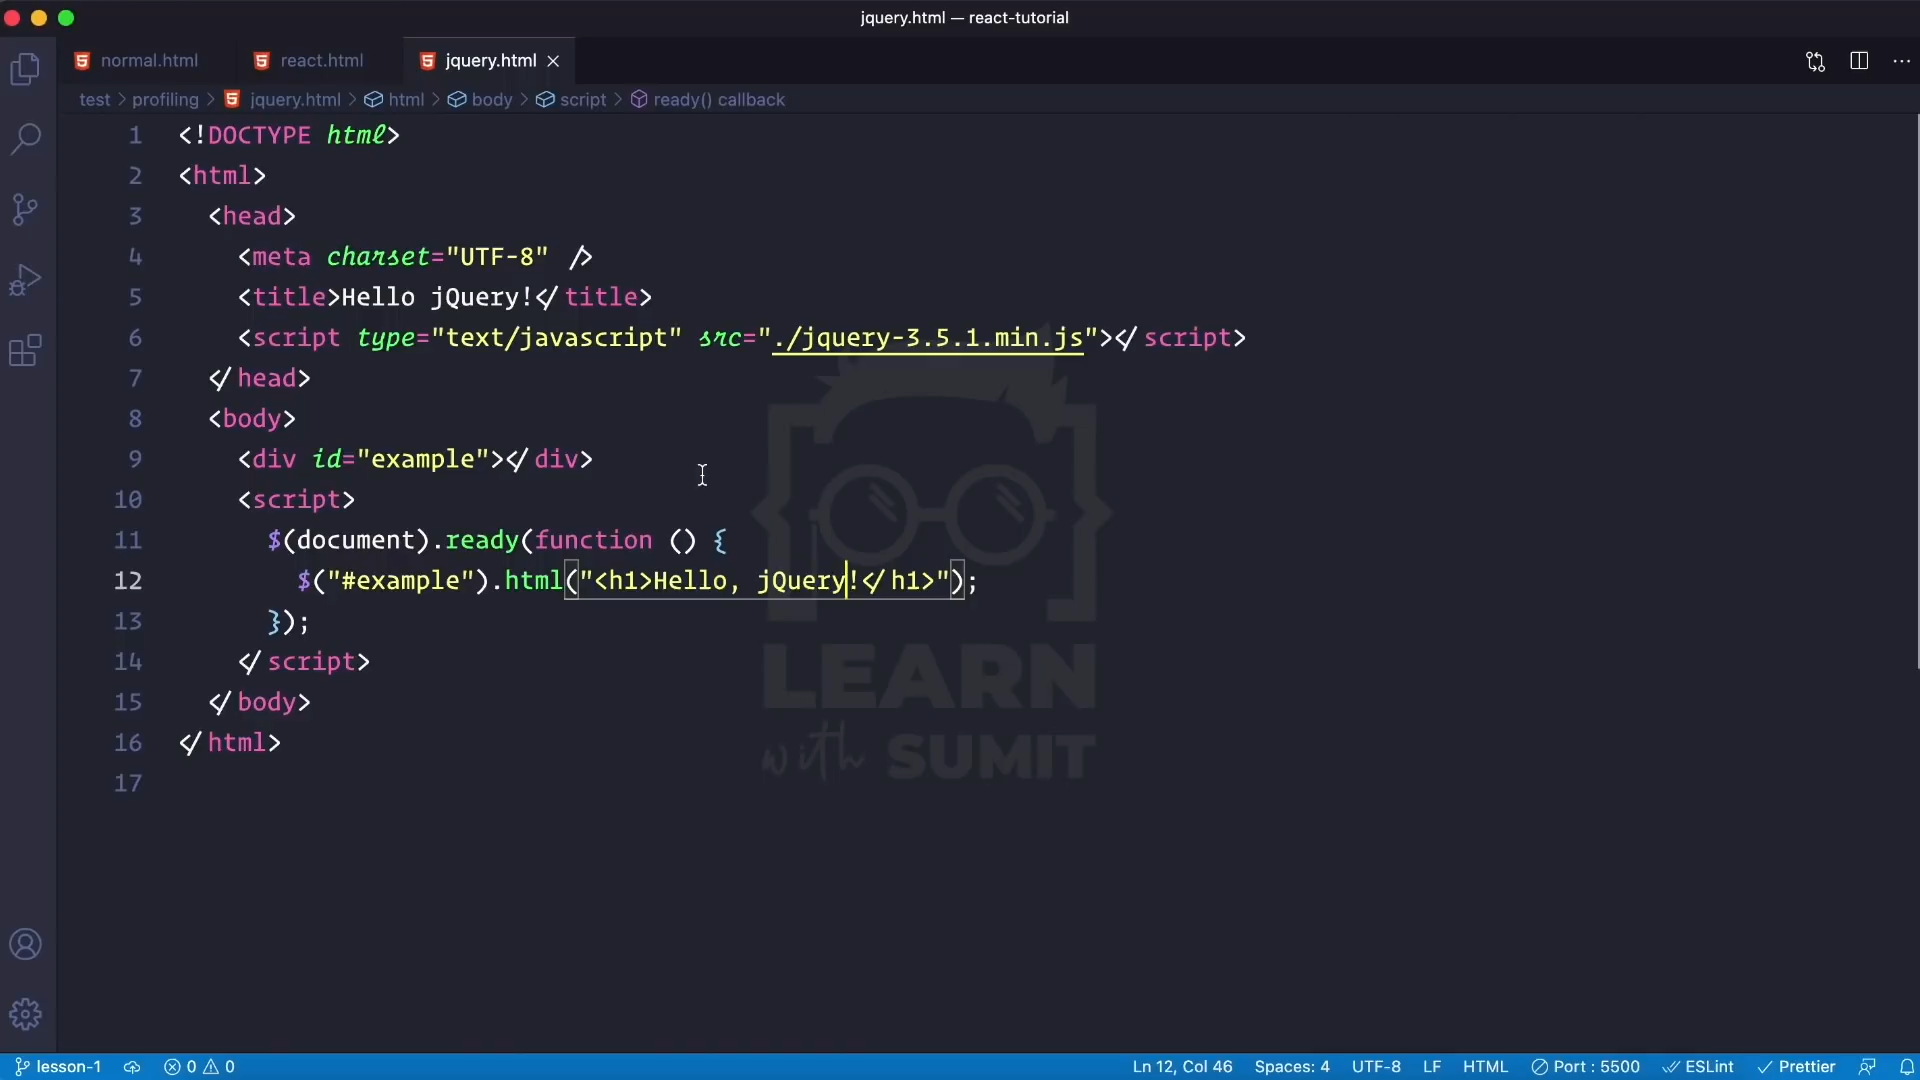 jquery.html — react-tutorial
normal.html react.html jquery.html
test > profiling > jquery.html > html > body > script > ready() callback
1 <!DOCTYPE html>
2 <html>
3 <head>
4 <meta charset="UTF-8" />
5 <title>Hello jQuery!</title>
6 <script type="text/javascript" src="./jquery-3.5.1.min.js"></script>
7 </head>
8 <body>
9 <div id="example"></div>
10 <script>
11 $(document).ready(function () {
12 $("#example").html("<h1>Hello, jQuery!</h1>");
13 });
14 </script>
15 </body>
16 </html>
17
LEARN
with SUMIT
lesson-1 0 0 Ln 12, Col 46 Spaces: 4 UTF-8 LF HTML Port : 5500 ESLint Prettier